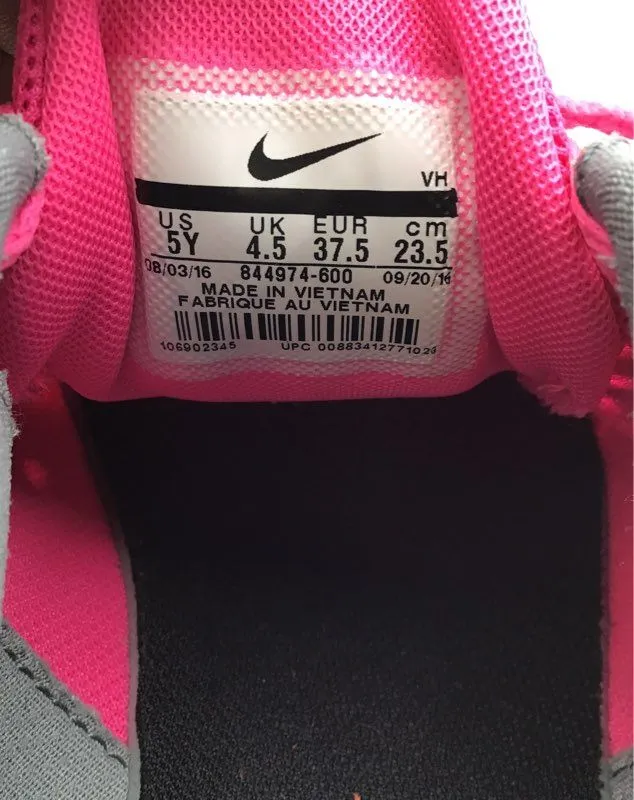 VH
US UK EUR cm
5Y 4.5 37.5 23.5
08/03/16 844974-600 09/20/16
MADE IN VIETNAM
FABRIQUE AU VIETNAM
106902345 UPC 00883412771026